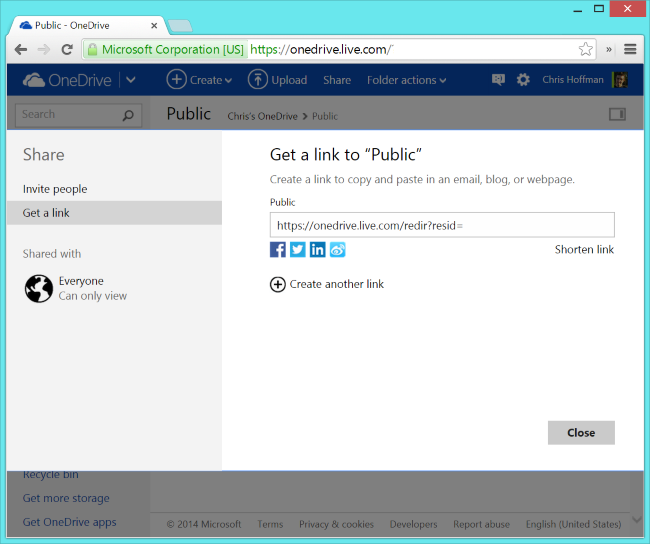 Public - OneDrive
Microsoft Corporation [US] https://onedrive.live.com/
OneDrive Create Upload Share Folder actions Chris Hoffman
Search
Public Chris's OneDrive > Public
Share
Invite people
Get a link
Shared with
Everyone
Can only view
Get a link to “Public”
Create a link to copy and paste in an email, blog, or webpage.
Public
https://onedrive.live.com/redir?resid=
Shorten link
Create another link
Close
Recycle bin
Get more storage
Get OneDrive apps
© 2014 Microsoft Terms Privacy & cookies Developers Report abuse English (United States)